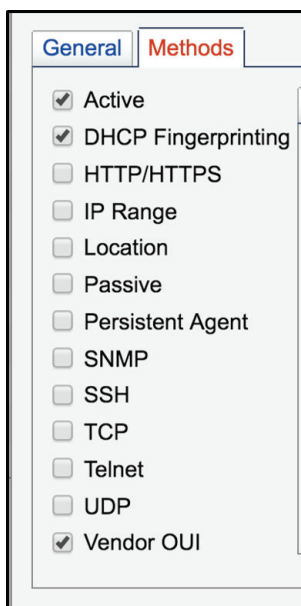 General Methods
Active
DHCP Fingerprinting
HTTP/HTTPS
IP Range
Location
Passive
Persistent Agent
SNMP
SSH
TCP
Telnet
UDP
Vendor OUI